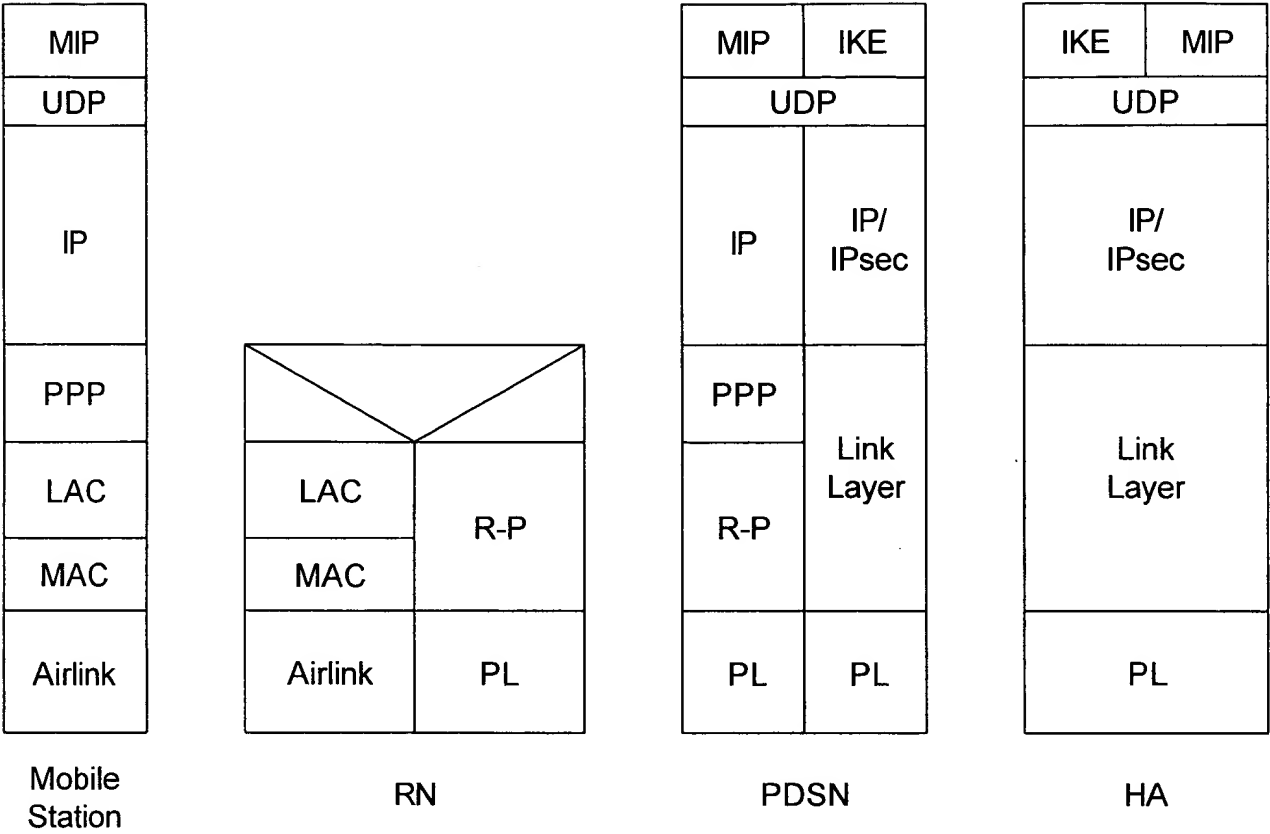 MIP
UDP
IP
PPP
LAC
MAC
Airlink
Mobile
Station
LAC
MAC
Airlink
R-P
PL
RN
MIP
IKE
UDP
IP
IP/
IPsec
PPP
R-P
Link
Layer
PL
PL
PDSN
IKE
MIP
UDP
IP/
IPsec
Link
Layer
PL
HA